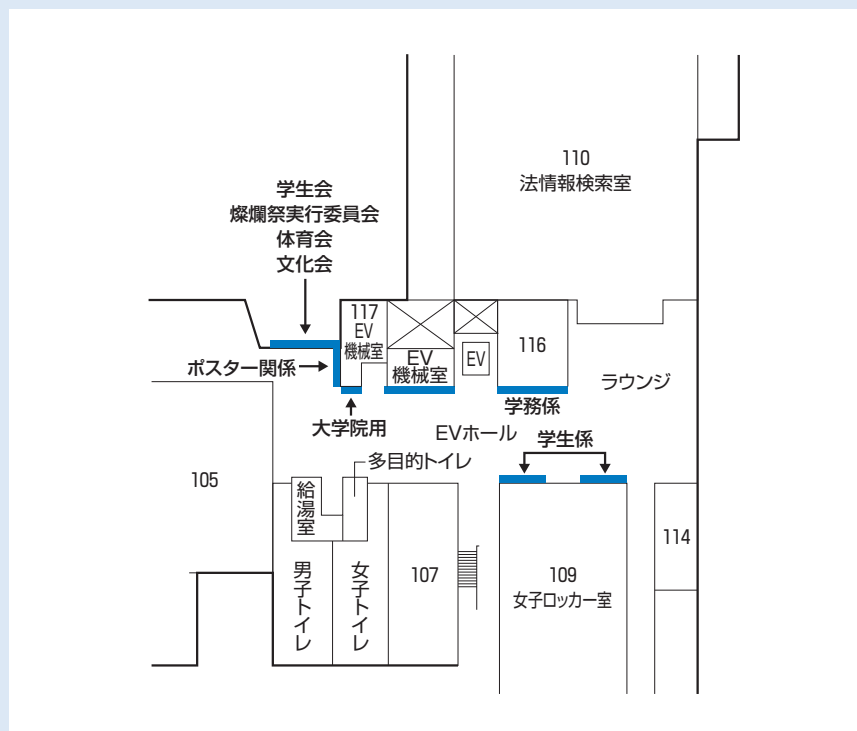 110
法情報検索室
学生会
燦爛祭実行委員会
体育会
文化会
117
EV
機械室
EV
機械室
EV
116
ポスター関係
ラウンジ
大学院用
学務係
EVホール
学生係
多目的トイレ
105
給湯室
男子トイレ
女子トイレ
107
109
女子ロッカー室
114